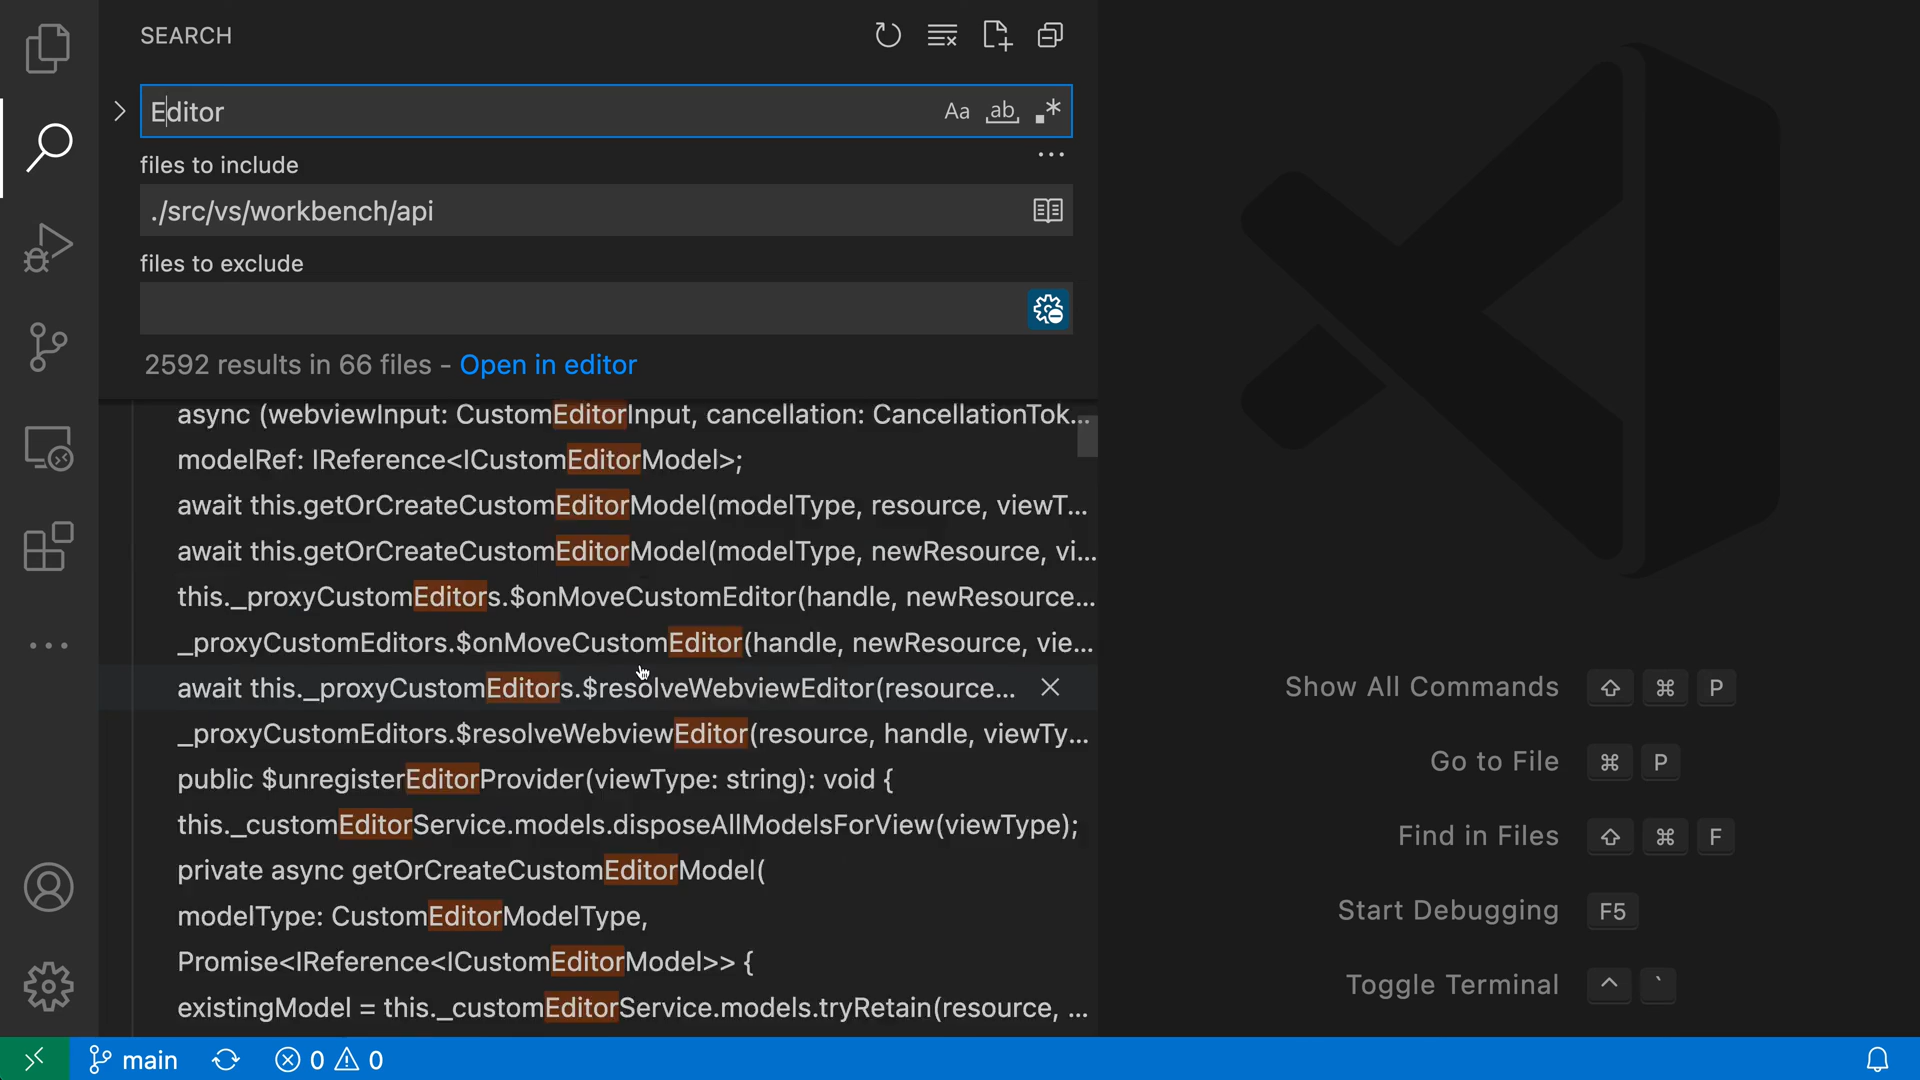 SEARCH
Editor
Aa ab .*
files to include
...
./src/vs/workbench/api
files to exclude
2592 results in 66 files - Open in editor
async (webviewInput: CustomEditorInput, cancellation: CancellationTok...
modelRef: IReference<ICustomEditorModel>;
await this.getOrCreateCustomEditorModel(modelType, resource, viewT...
await this.getOrCreateCustomEditorModel(modelType, newResource, vi...
this._proxyCustomEditors.$onMoveCustomEditor(handle, newResource...
_proxyCustomEditors.$onMoveCustomEditor(handle, newResource, vie...
await this._proxyCustomEditors.$resolveWebviewEditor(resource...
_proxyCustomEditors.$resolveWebviewEditor(resource, handle, viewTy...
public $unregisterEditorProvider(viewType: string): void {
this._customEditorService.models.disposeAllModelsForView(viewType);
private async getOrCreateCustomEditorModel(
modelType: CustomEditorModelType,
Promise<IReference<ICustomEditorModel>> {
existingModel = this._customEditorService.models.tryRetain(resource, ...
Show All Commands ⇧ ⌘ P
Go to File ⌘ P
Find in Files ⇧ ⌘ F
Start Debugging F5
Toggle Terminal ^ `
main 0 0